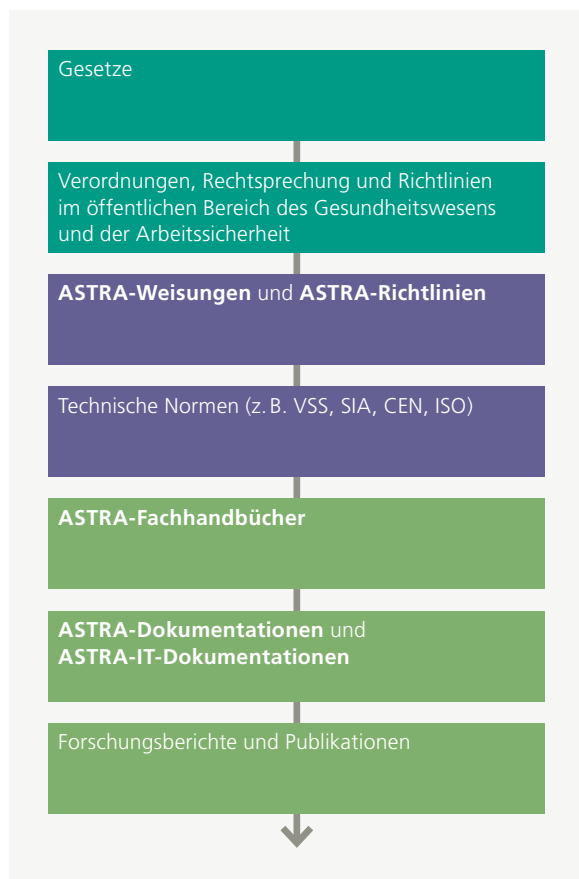 Gesetze
Verordnungen, Rechtsprechung und Richtlinien
im öffentlichen Bereich des Gesundheitswesens
und der Arbeitssicherheit
ASTRA-Weisungen und ASTRA-Richtlinien
Technische Normen (z. B. VSS, SIA, CEN, ISO)
ASTRA-Fachhandbücher
ASTRA-Dokumentationen und
ASTRA-IT-Dokumentationen
Forschungsberichte und Publikationen